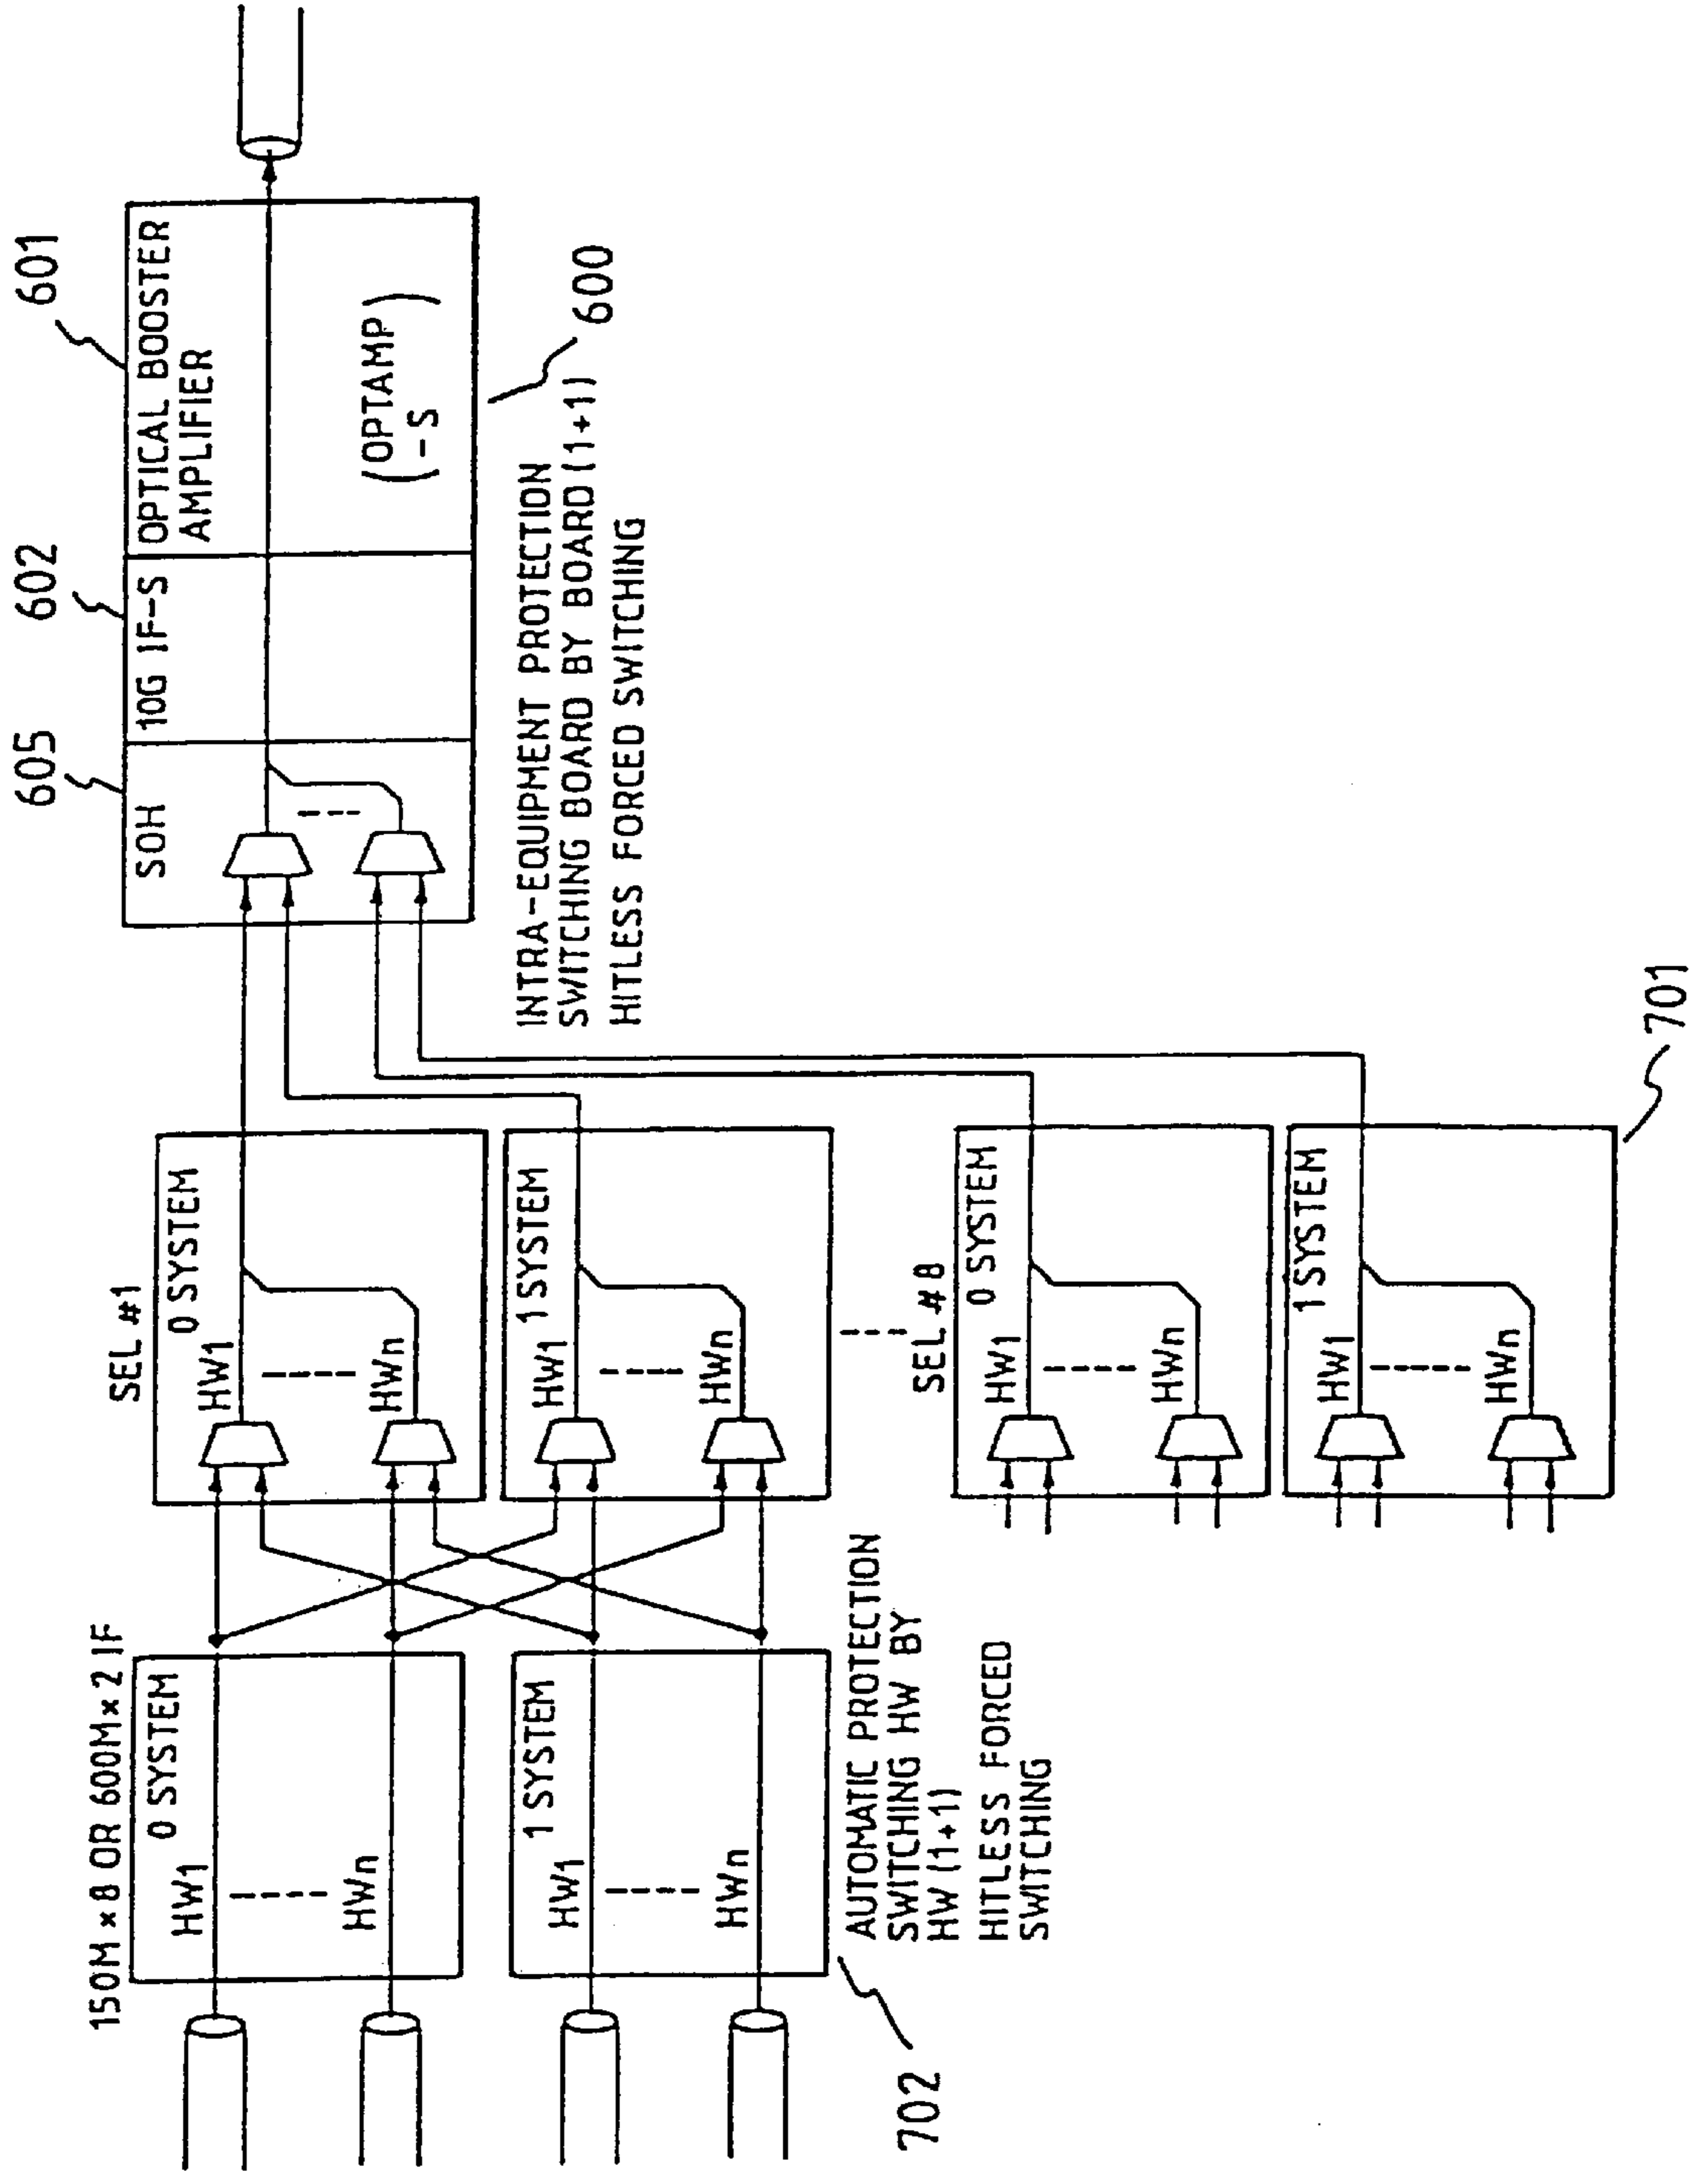 601
602
605
SOH
10G IF-S
OPTICAL BOOSTER
AMPLIFIER
(OPTAMP
-S)
600
INTRA-EQUIPMENT PROTECTION
SWITCHING BOARD BY BOARD (1+1)
HITLESS FORCED SWITCHING
SEL #1
0 SYSTEM
HW1
HWn
1 SYSTEM
HW1
HWn
SEL #8
0 SYSTEM
HW1
HWn
1 SYSTEM
HW1
HWn
701
150M×8 OR 600M×2 IF
0 SYSTEM
HW1
HWn
1 SYSTEM
HW1
HWn
AUTOMATIC PROTECTION
SWITCHING HW BY
HW (1+1)
HITLESS FORCED
SWITCHING
702